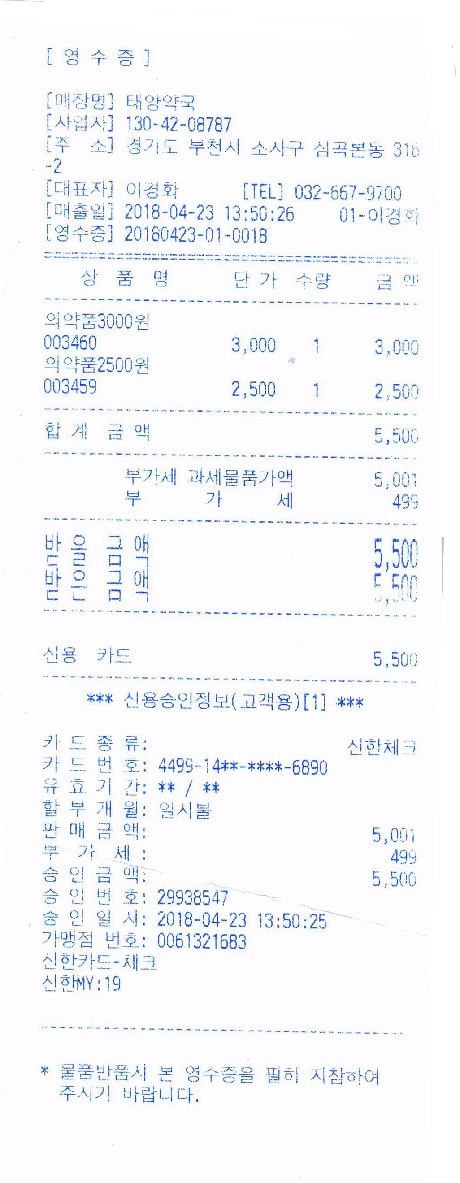 [ 영 수 증 ]
[매장명] 태양약국
[사업자] 130-42-08787
[주 소] 경기도 부천시 소사구 심곡본동 316
-2
[대표자] 이경화 [TEL] 032-667-9700
[매출일] 2018-04-23 13:50:26 01-이경화
[영수증] 20180423-01-0018
상 품 명 단 가 수량 금 액
의약품3000원
003460 3,000 1 3,000
의약품2500원
003459 2,500 1 2,500
합 계 금 액 5,500
부가세 과세물품가액 5,001
부 가 세 499
받 을 금 액 5,500
받 은 금 액 5,500
신용 카드 5,500
*** 신용승인정보(고객용)[1] ***
카 드 종 류: 신한체크
카 드 번 호: 4499-14**-****-6890
유 효 기 간: ** / **
할 부 개 월: 일시불
판 매 금 액: 5,001
부 가 세 : 499
승 인 금 액: 5,500
승 인 번 호: 29938547
승 인 일 시: 2018-04-23 13:50:25
가맹점 번호: 0061321683
신한카드-체크
신한MY:19
* 물품반품시 본 영수증을 필히 지참하여
주시기 바랍니다.